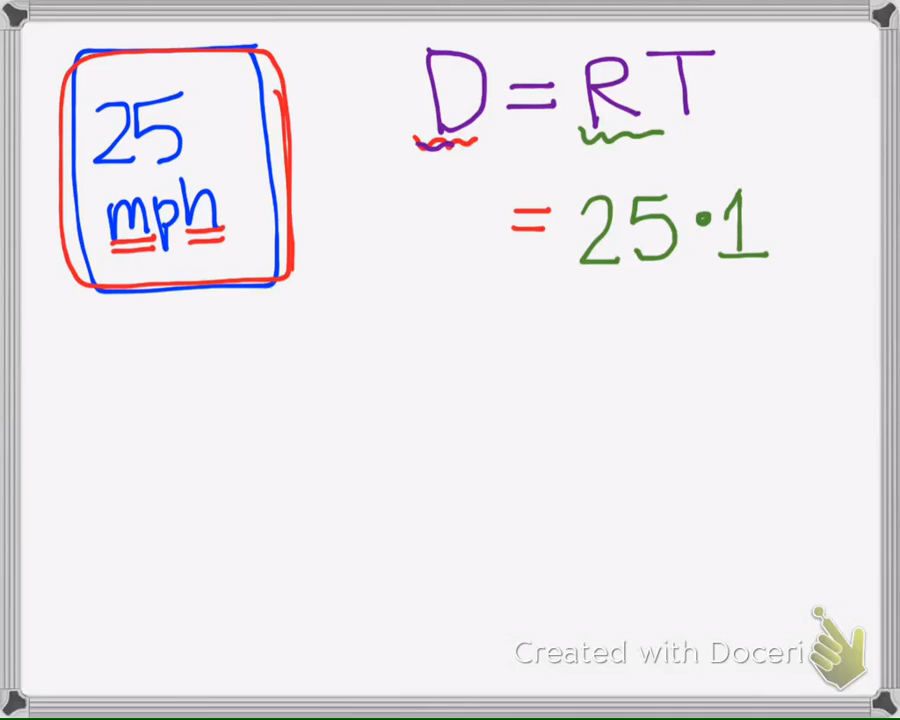 25
mph
D = RT
= 25 • 1
Created with Doceri